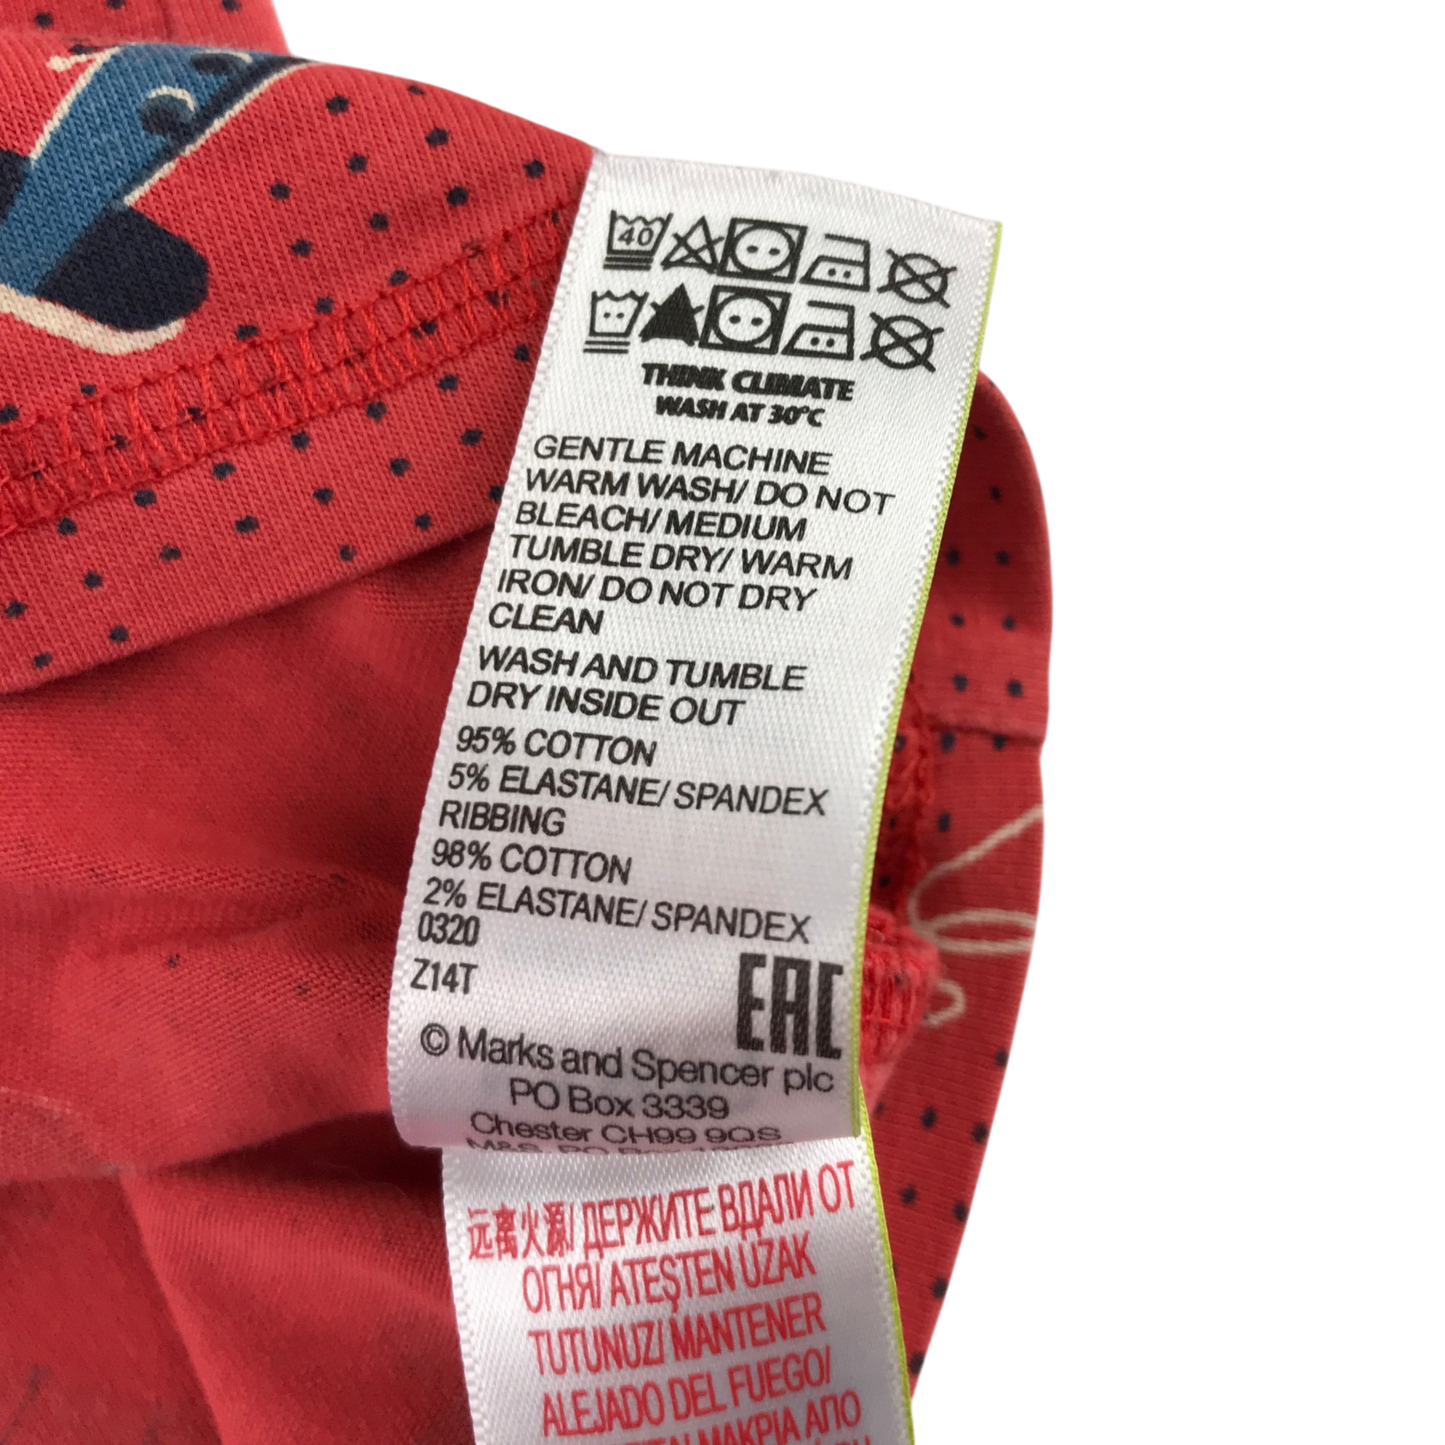 40
THINK CLIMATE
WASH AT 30°C
GENTLE MACHINE
WARM WASH/ DO NOT
BLEACH/ MEDIUM
TUMBLE DRY/ WARM
IRON/ DO NOT DRY
CLEAN
WASH AND TUMBLE
DRY INSIDE OUT
95% COTTON
5% ELASTANE/ SPANDEX
RIBBING
98% COTTON
2% ELASTANE/ SPANDEX
0320
Z14T
EAC
© Marks and Spencer plc
PO Box 3339
Chester CH99 9QS
远离火源/ ДЕРЖИТЕ ВДАЛИ ОТ
ОГНЯ/ ATEŞTEN UZAK
TUTUNUZ/ MANTENER
ALEJADO DEL FUEGO/
ΜΑΚΡΙΑ ΑΠΟ